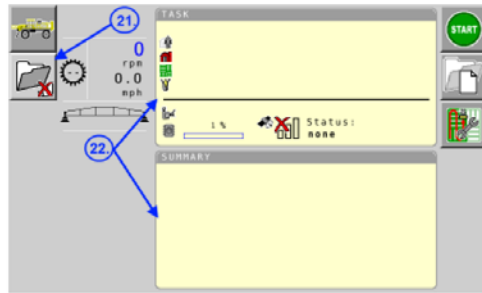 21.
TASK
START
0
rpm
0.0
mph
1 %
Status:
none
22.
SUMMARY